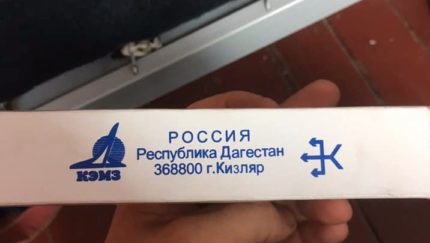 РОССИЯ
Республика Дагестан
368800 г.Кизляр
КЭМЗ